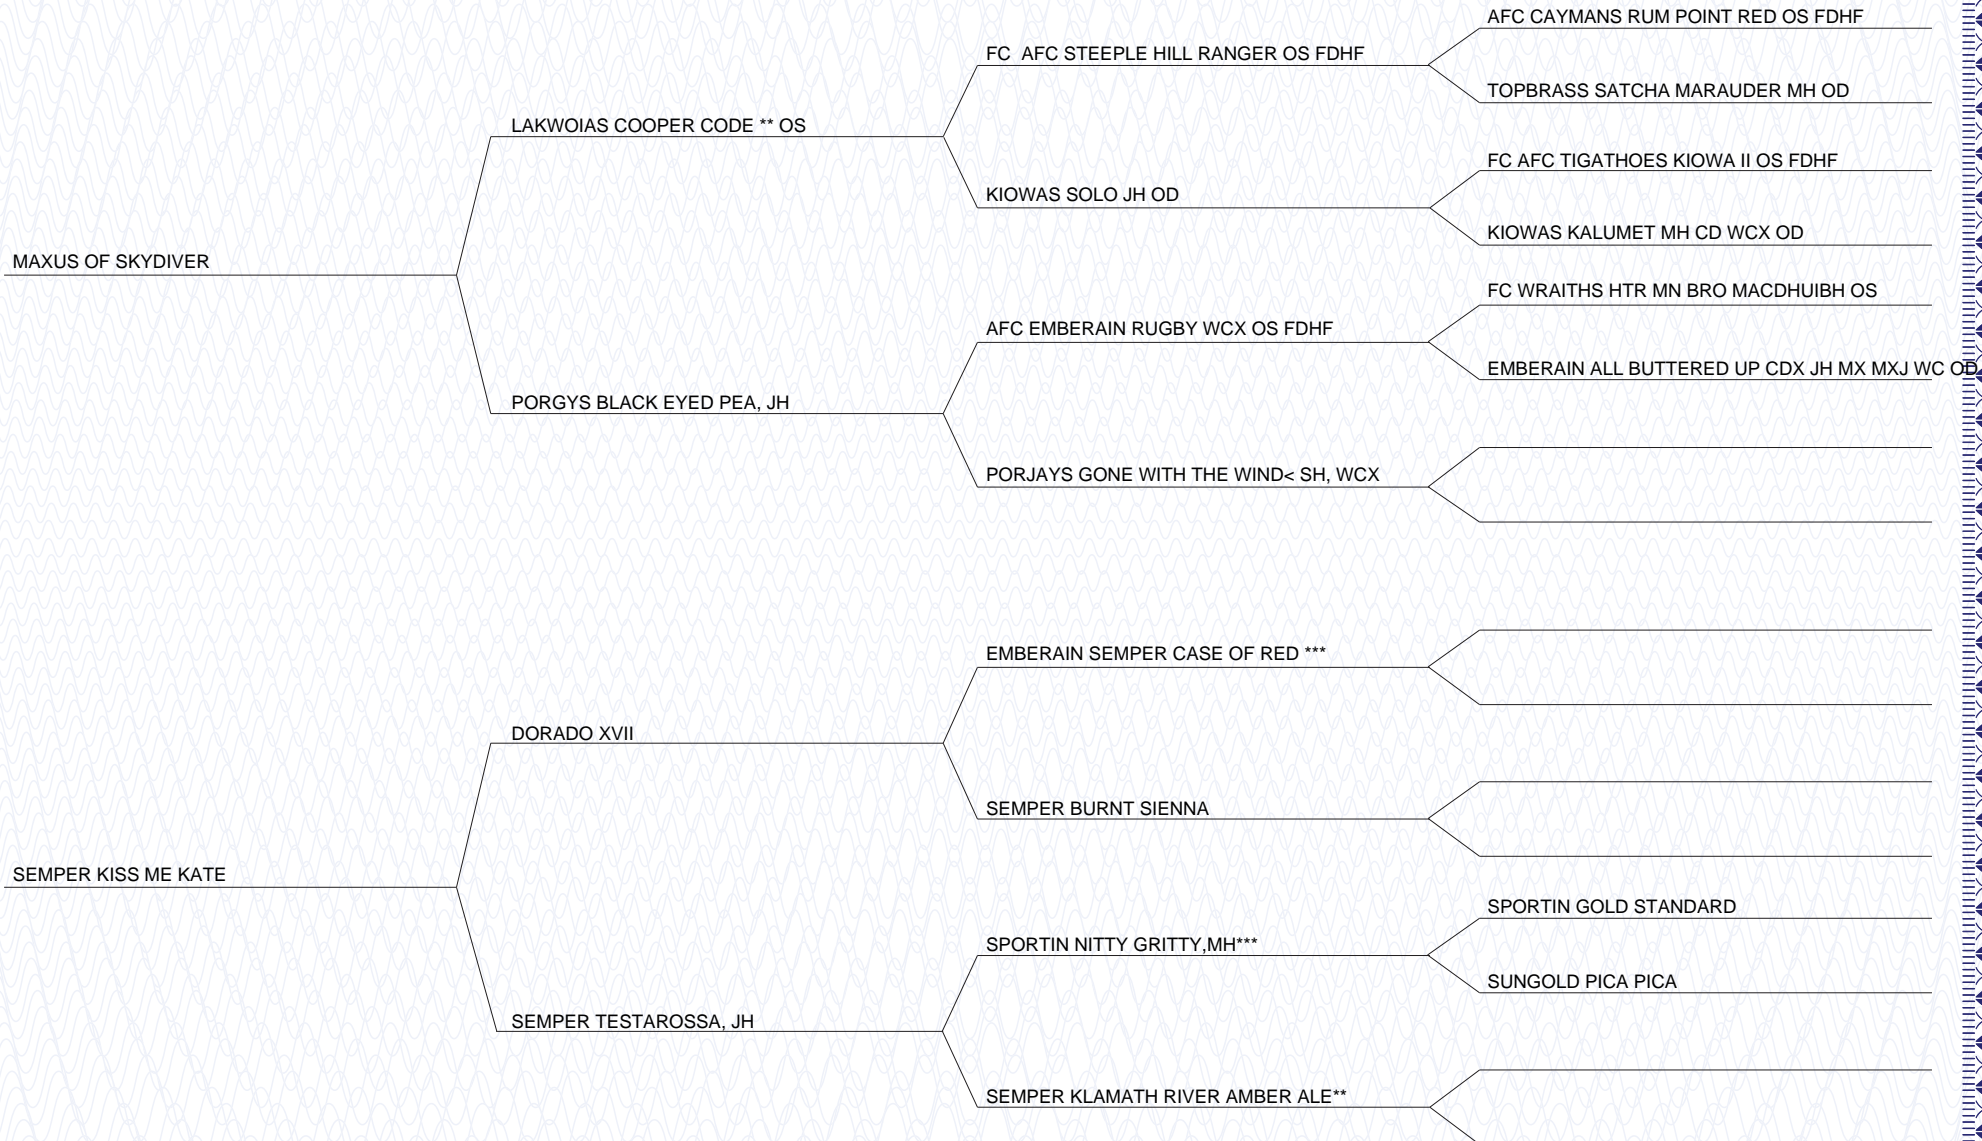 AFC CAYMANS RUM POINT RED OS FDHF
FC  AFC STEEPLE HILL RANGER OS FDHF
TOPBRASS SATCHA MARAUDER MH OD
LAKWOIAS COOPER CODE ** OS
FC AFC TIGATHOES KIOWA II OS FDHF
KIOWAS SOLO JH OD
KIOWAS KALUMET MH CD WCX OD
MAXUS OF SKYDIVER
FC WRAITHS HTR MN BRO MACDHUIBH OS
AFC EMBERAIN RUGBY WCX OS FDHF
EMBERAIN ALL BUTTERED UP CDX JH MX MXJ WC OD
PORGYS BLACK EYED PEA, JH
PORJAYS GONE WITH THE WIND< SH, WCX
EMBERAIN SEMPER CASE OF RED ***
DORADO XVII
SEMPER BURNT SIENNA
SEMPER KISS ME KATE
SPORTIN GOLD STANDARD
SPORTIN NITTY GRITTY,MH***
SUNGOLD PICA PICA
SEMPER TESTAROSSA, JH
SEMPER KLAMATH RIVER AMBER ALE**